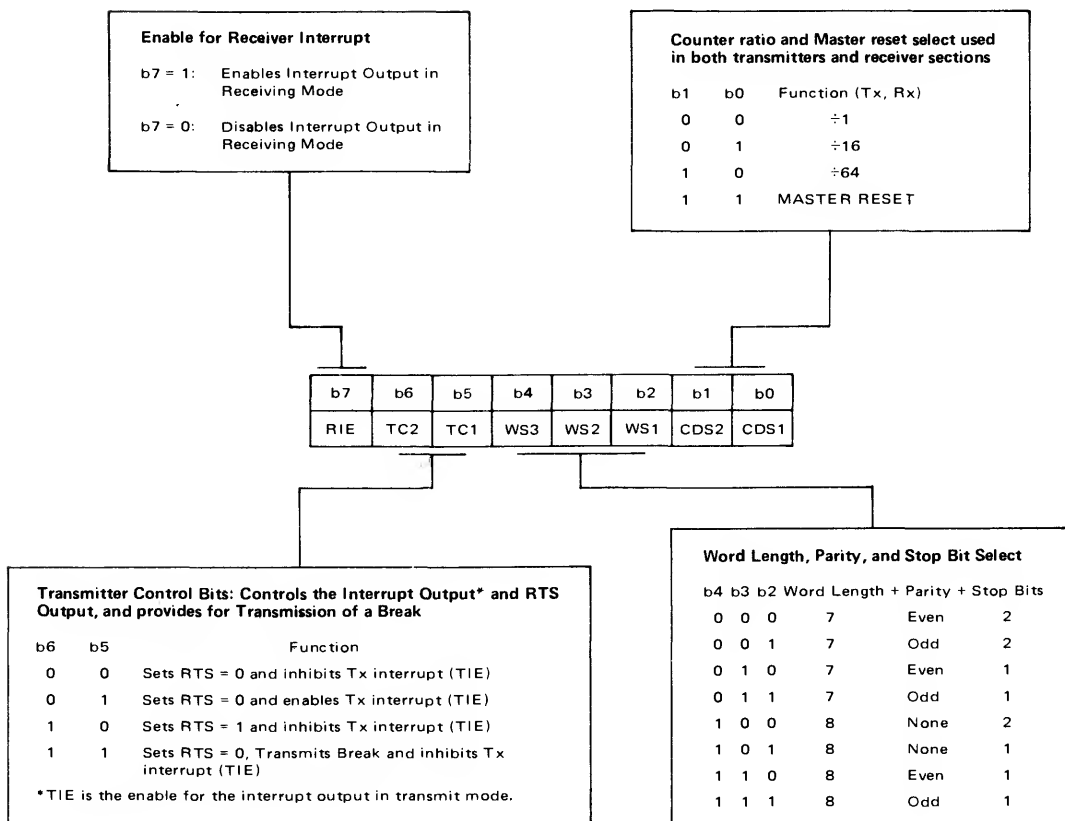 Enable for Receiver Interrupt
b7 = 1: Enables Interrupt Output in
Receiving Mode
b7 = 0: Disables Interrupt Output in
Receiving Mode
Counter ratio and Master reset select used
in both transmitters and receiver sections
b1 b0 Function (Tx, Rx)
0 0 ÷1
0 1 ÷16
1 0 ÷64
1 1 MASTER RESET
b7 b6 b5 b4 b3 b2 b1 b0
RIE TC2 TC1 WS3 WS2 WS1 CDS2 CDS1
Transmitter Control Bits: Controls the Interrupt Output* and RTS
Output, and provides for Transmission of a Break
b6 b5 Function
0 0 Sets RTS = 0 and inhibits Tx interrupt (TIE)
0 1 Sets RTS = 0 and enables Tx interrupt (TIE)
1 0 Sets RTS = 1 and inhibits Tx interrupt (TIE)
1 1 Sets RTS = 0, Transmits Break and inhibits Tx
interrupt (TIE)
*TIE is the enable for the interrupt output in transmit mode.
Word Length, Parity, and Stop Bit Select
b4 b3 b2 Word Length + Parity + Stop Bits
0 0 0 7 Even 2
0 0 1 7 Odd 2
0 1 0 7 Even 1
0 1 1 7 Odd 1
1 0 0 8 None 2
1 0 1 8 None 1
1 1 0 8 Even 1
1 1 1 8 Odd 1